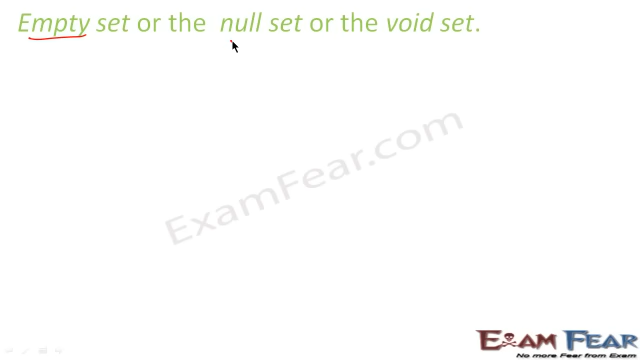 Empty set or the null set or the void set.
ExamFear.com
EXAM FEAR
No more Fear from Exam